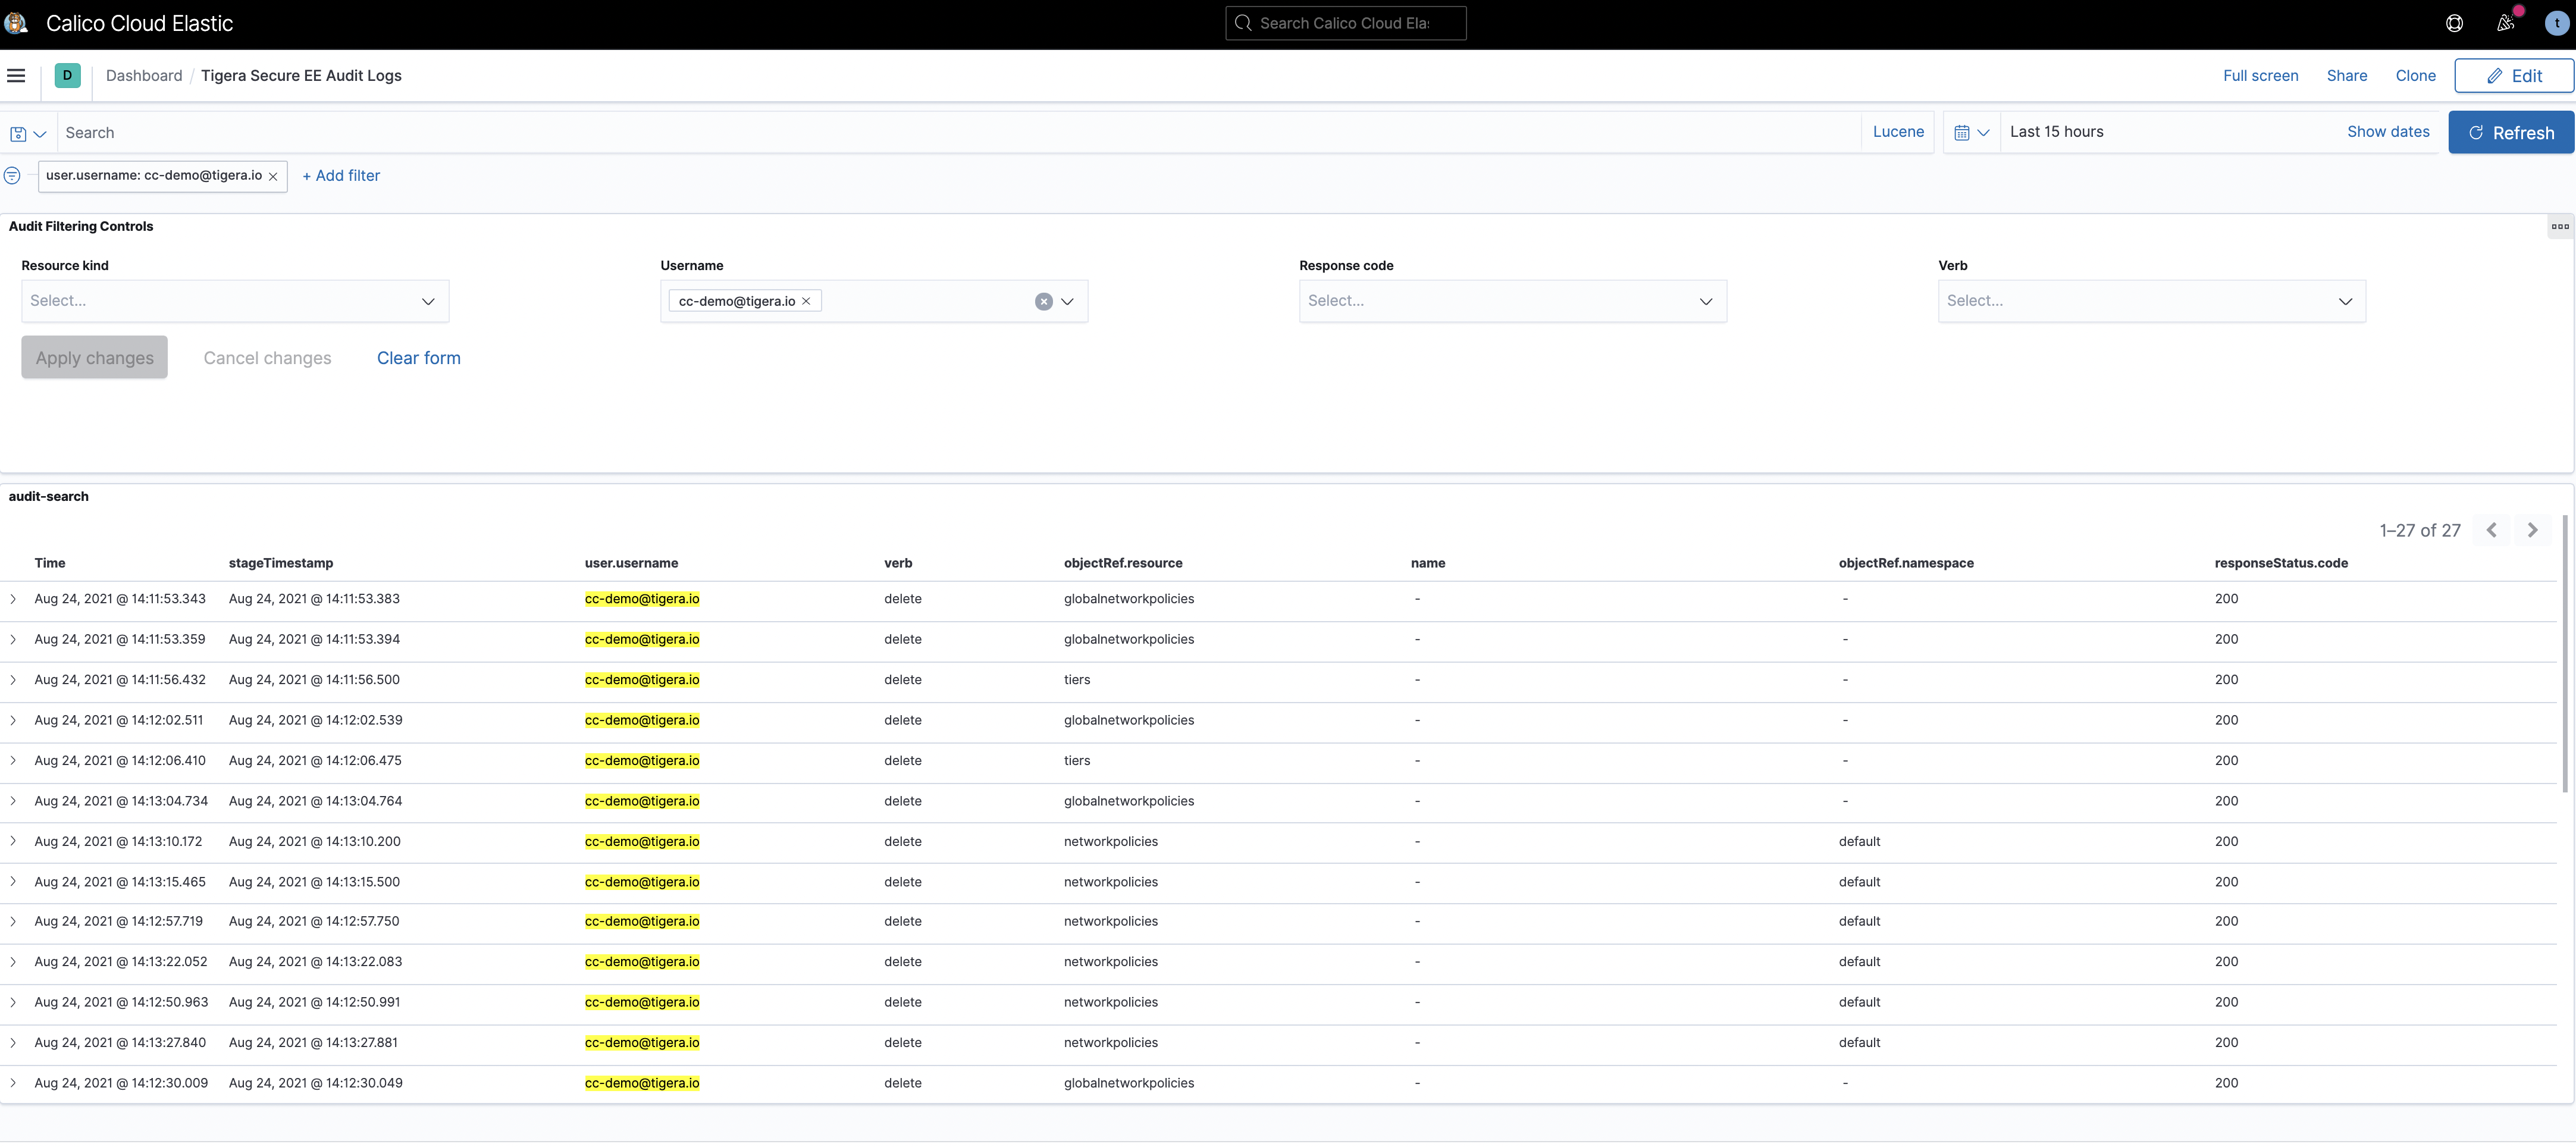 Calico Cloud Elastic
Search Calico Cloud Ela
t
D Dashboard / Tigera Secure EE Audit Logs Full screen Share Clone Edit
Search Lucene Last 15 hours Show dates Refresh
user.username: cc-demo@tigera.io × + Add filter
Audit Filtering Controls
Resource kind Username Response code Verb
Select... cc-demo@tigera.io × Select... Select...
Apply changes Cancel changes Clear form
audit-search
1–27 of 27
Time stageTimestamp user.username verb objectRef.resource name objectRef.namespace responseStatus.code
Aug 24, 2021 @ 14:11:53.343 Aug 24, 2021 @ 14:11:53.383 cc-demo@tigera.io delete globalnetworkpolicies - - 200
Aug 24, 2021 @ 14:11:53.359 Aug 24, 2021 @ 14:11:53.394 cc-demo@tigera.io delete globalnetworkpolicies - - 200
Aug 24, 2021 @ 14:11:56.432 Aug 24, 2021 @ 14:11:56.500 cc-demo@tigera.io delete tiers - - 200
Aug 24, 2021 @ 14:12:02.511 Aug 24, 2021 @ 14:12:02.539 cc-demo@tigera.io delete globalnetworkpolicies - - 200
Aug 24, 2021 @ 14:12:06.410 Aug 24, 2021 @ 14:12:06.475 cc-demo@tigera.io delete tiers - - 200
Aug 24, 2021 @ 14:13:04.734 Aug 24, 2021 @ 14:13:04.764 cc-demo@tigera.io delete globalnetworkpolicies - - 200
Aug 24, 2021 @ 14:13:10.172 Aug 24, 2021 @ 14:13:10.200 cc-demo@tigera.io delete networkpolicies - default 200
Aug 24, 2021 @ 14:13:15.465 Aug 24, 2021 @ 14:13:15.500 cc-demo@tigera.io delete networkpolicies - default 200
Aug 24, 2021 @ 14:12:57.719 Aug 24, 2021 @ 14:12:57.750 cc-demo@tigera.io delete networkpolicies - default 200
Aug 24, 2021 @ 14:13:22.052 Aug 24, 2021 @ 14:13:22.083 cc-demo@tigera.io delete networkpolicies - default 200
Aug 24, 2021 @ 14:12:50.963 Aug 24, 2021 @ 14:12:50.991 cc-demo@tigera.io delete networkpolicies - default 200
Aug 24, 2021 @ 14:13:27.840 Aug 24, 2021 @ 14:13:27.881 cc-demo@tigera.io delete networkpolicies - default 200
Aug 24, 2021 @ 14:12:30.009 Aug 24, 2021 @ 14:12:30.049 cc-demo@tigera.io delete globalnetworkpolicies - - 200